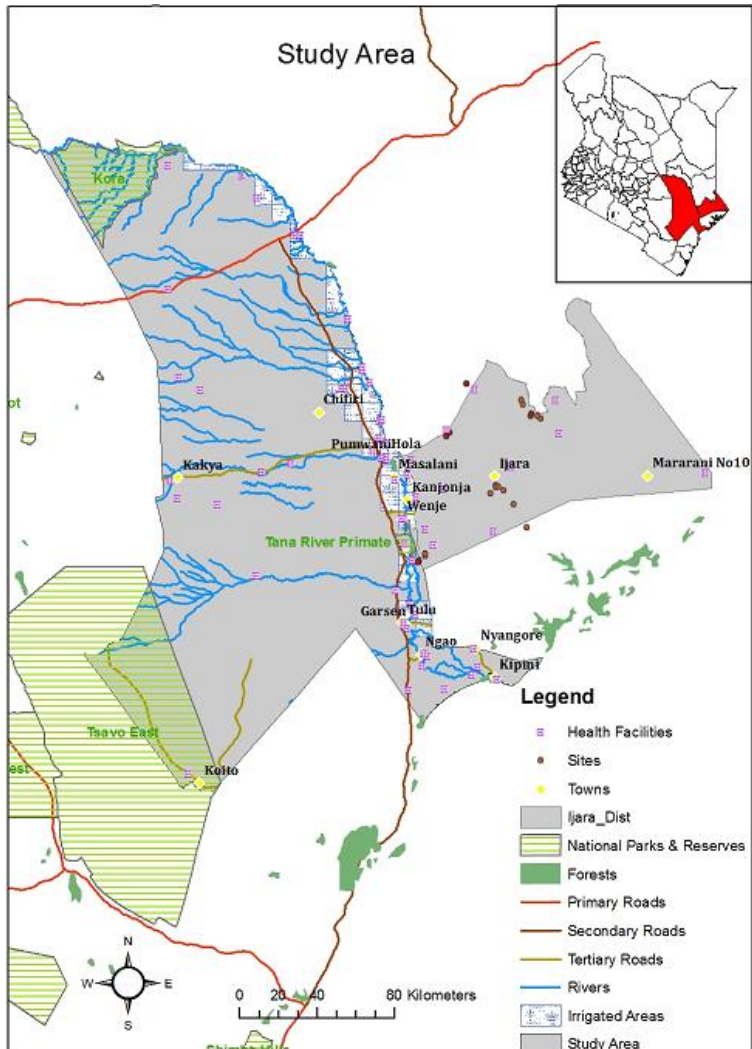 Study Area
Kora
ot
Chifiri
PumwaniHola
Masalani
Ijara
Mararani No10
Kakya
Kanjonja
Wenje
Tana River Primate
Garsen
Tulu
Ngao
Nyangore
Kipini
Tsavo East
est
Koito
Legend
Health Facilities
Sites
Towns
Ijara_Dist
National Parks & Reserves
Forests
Primary Roads
Secondary Roads
Tertiary Roads
Rivers
Irrigated Areas
Study Area
N
W
E
S
0 20 40 80 Kilometers